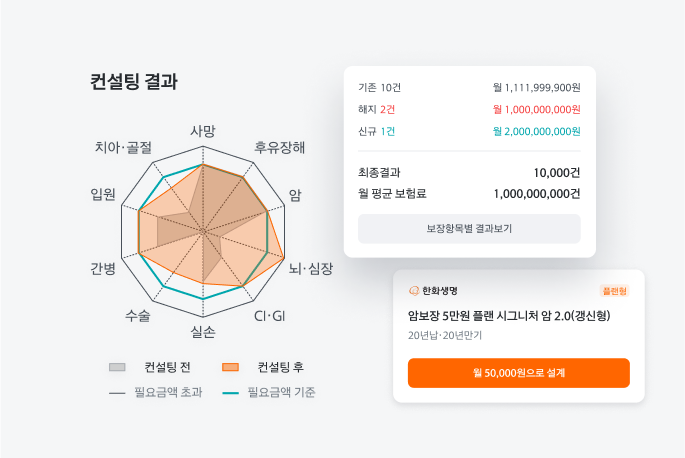 컨설팅 결과
사망
치아·골절
후유장해
입원
암
간병
뇌·심장
수술
CI·GI
실손
컨설팅 전
컨설팅 후
필요금액 초과
필요금액 기준
기존 10건
월 1,111,999,900원
해지 2건
월 1,000,000,000원
신규 1건
월 2,000,000,000원
최종결과
10,000건
월 평균 보험료
1,000,000,000건
보장항목별 결과보기
한화생명
플랜형
암보장 5만원 플랜 시그니처 암 2.0(갱신형)
20년납·20년만기
월 50,000원으로 설계